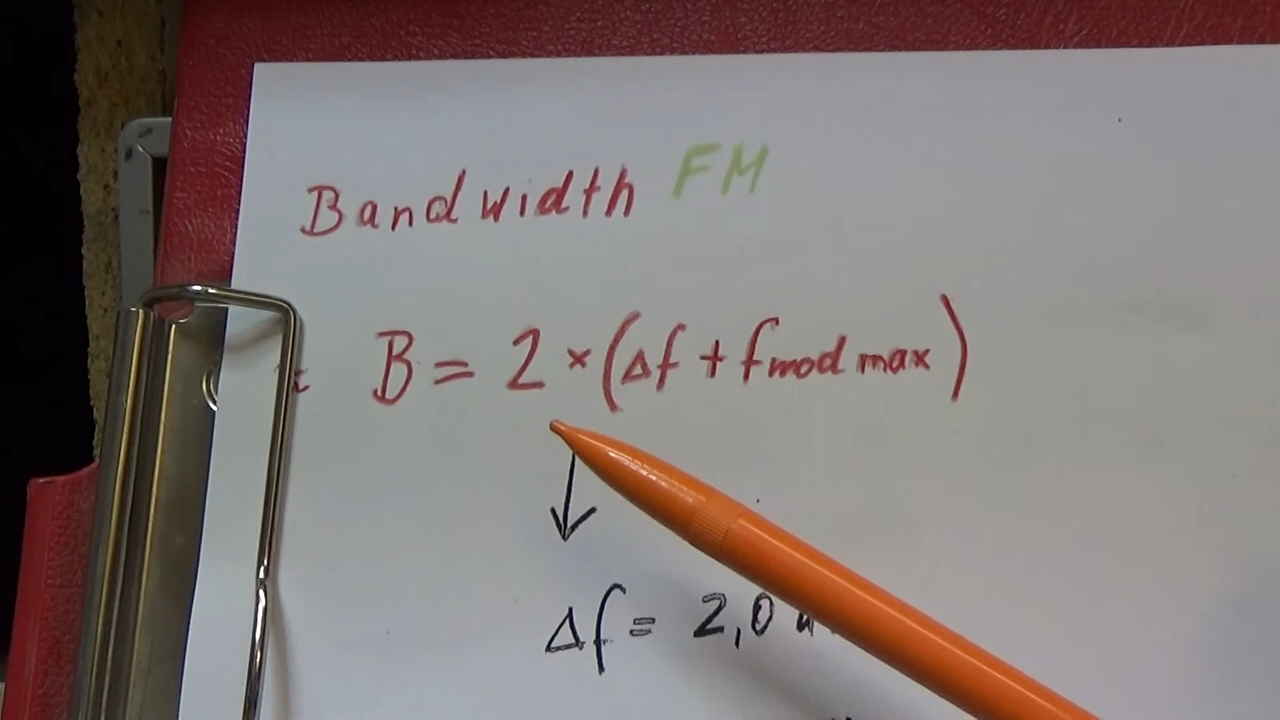 Bandwidth FM
B = 2 × (Δf + fmod max)
Δf = 2,0